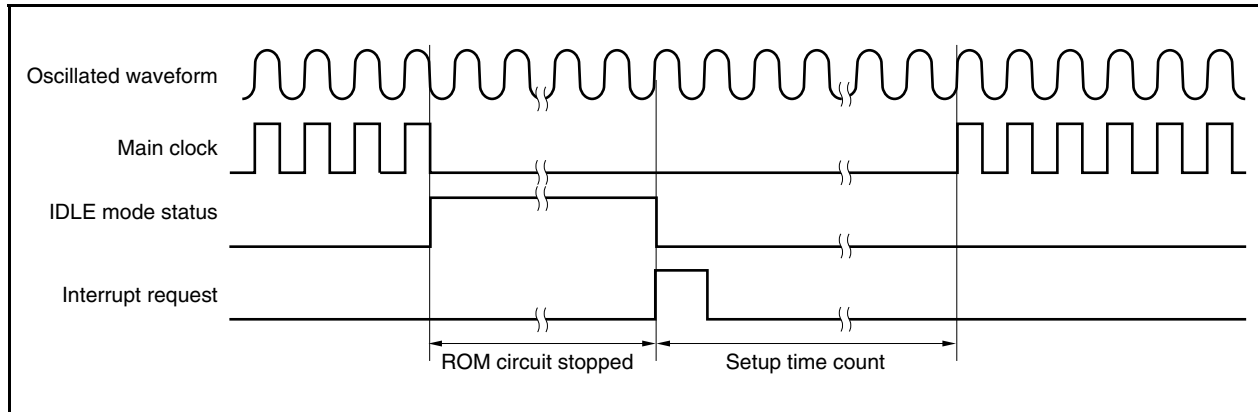 Oscillated waveform
Main clock
IDLE mode status
Interrupt request
ROM circuit stopped
Setup time count